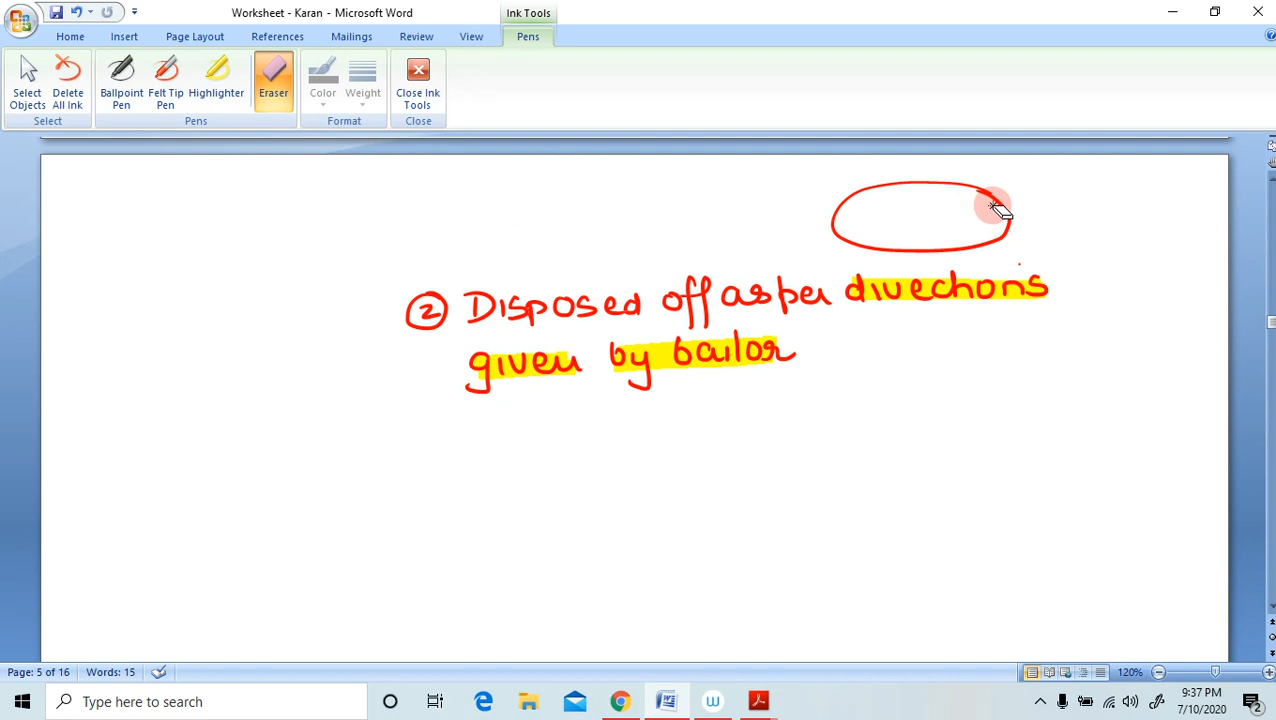 Worksheet - Karan - Microsoft Word
Ink Tools
Home
Insert
Page Layout
References
Mailings
Review
View
Pens
Select Objects
Delete All Ink
Ballpoint Pen
Felt Tip Pen
Highlighter
Eraser
Color
Weight
Close Ink Tools
Select
Pens
Format
Close
② Disposed off as per divechons
given by bailor
Page: 5 of 16
Words: 15
120%
Type here to search
9:37 PM
7/10/2020
2